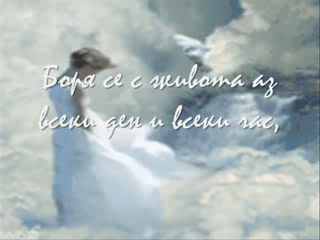 Боря се с живота аз
всеки ден и всеки час,